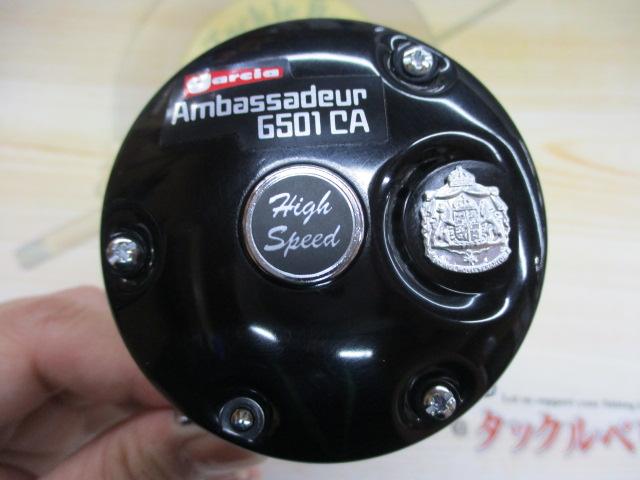 Garcia
Ambassadeur
6501 CA
High
Speed
タックルベ